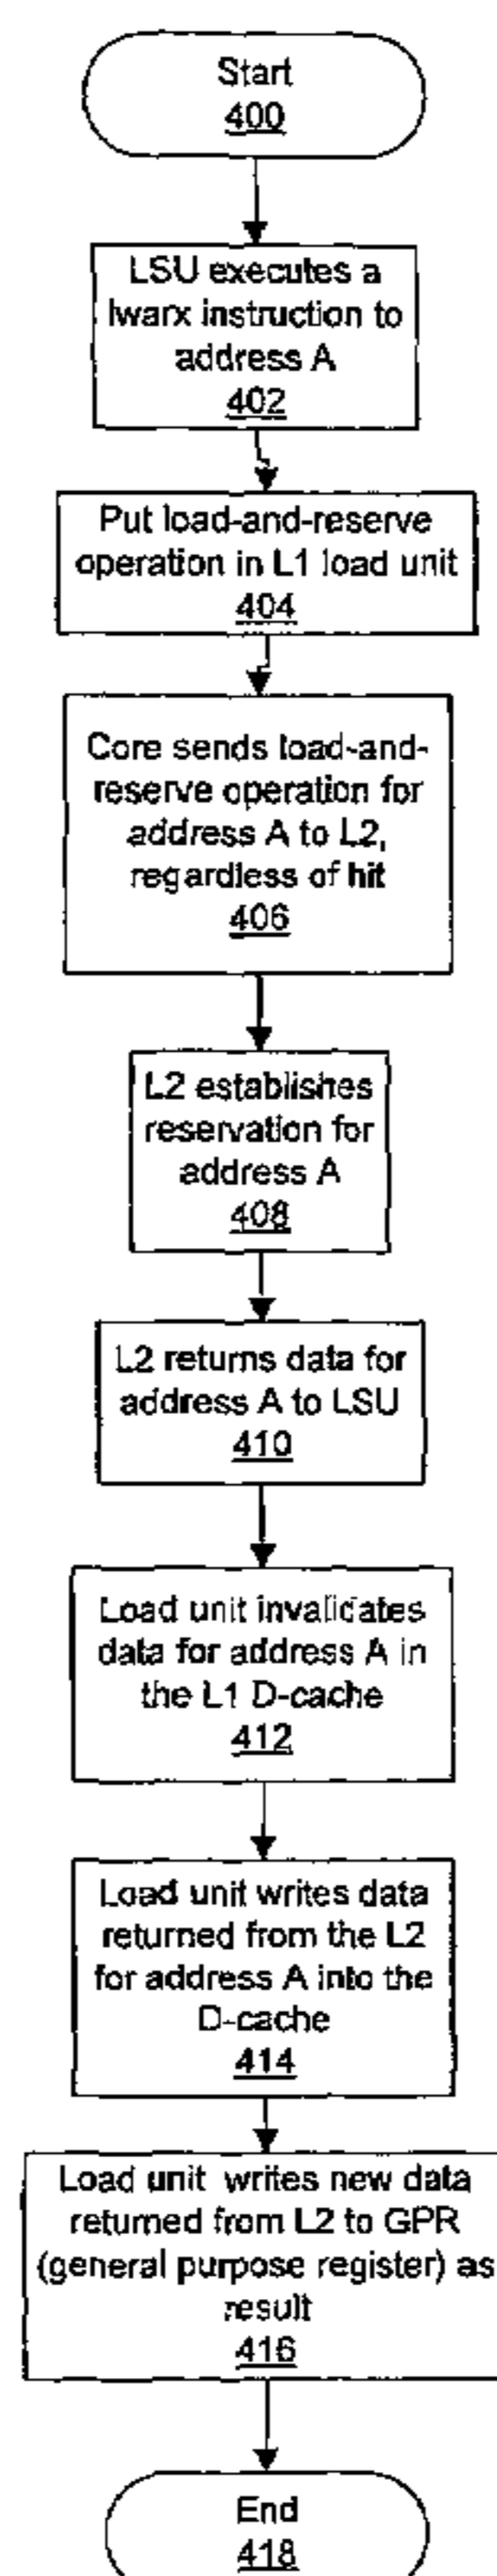 Start
400
LSU executes a
lwarx instruction to
address A
402
Put load-and-reserve
operation in L1 load unit
404
Core sends load-and-
reserve operation for
address A to L2,
regardless of hit
406
L2 establishes
reservation for
address A
408
L2 returns data for
address A to LSU
410
Load unit invalidates
data for address A in
the L1 D-cache
412
Load unit writes data
returned from the L2
for address A into the
D-cache
414
Load unit writes new data
returned from L2 to GPR
(general purpose register) as
result
416
End
418